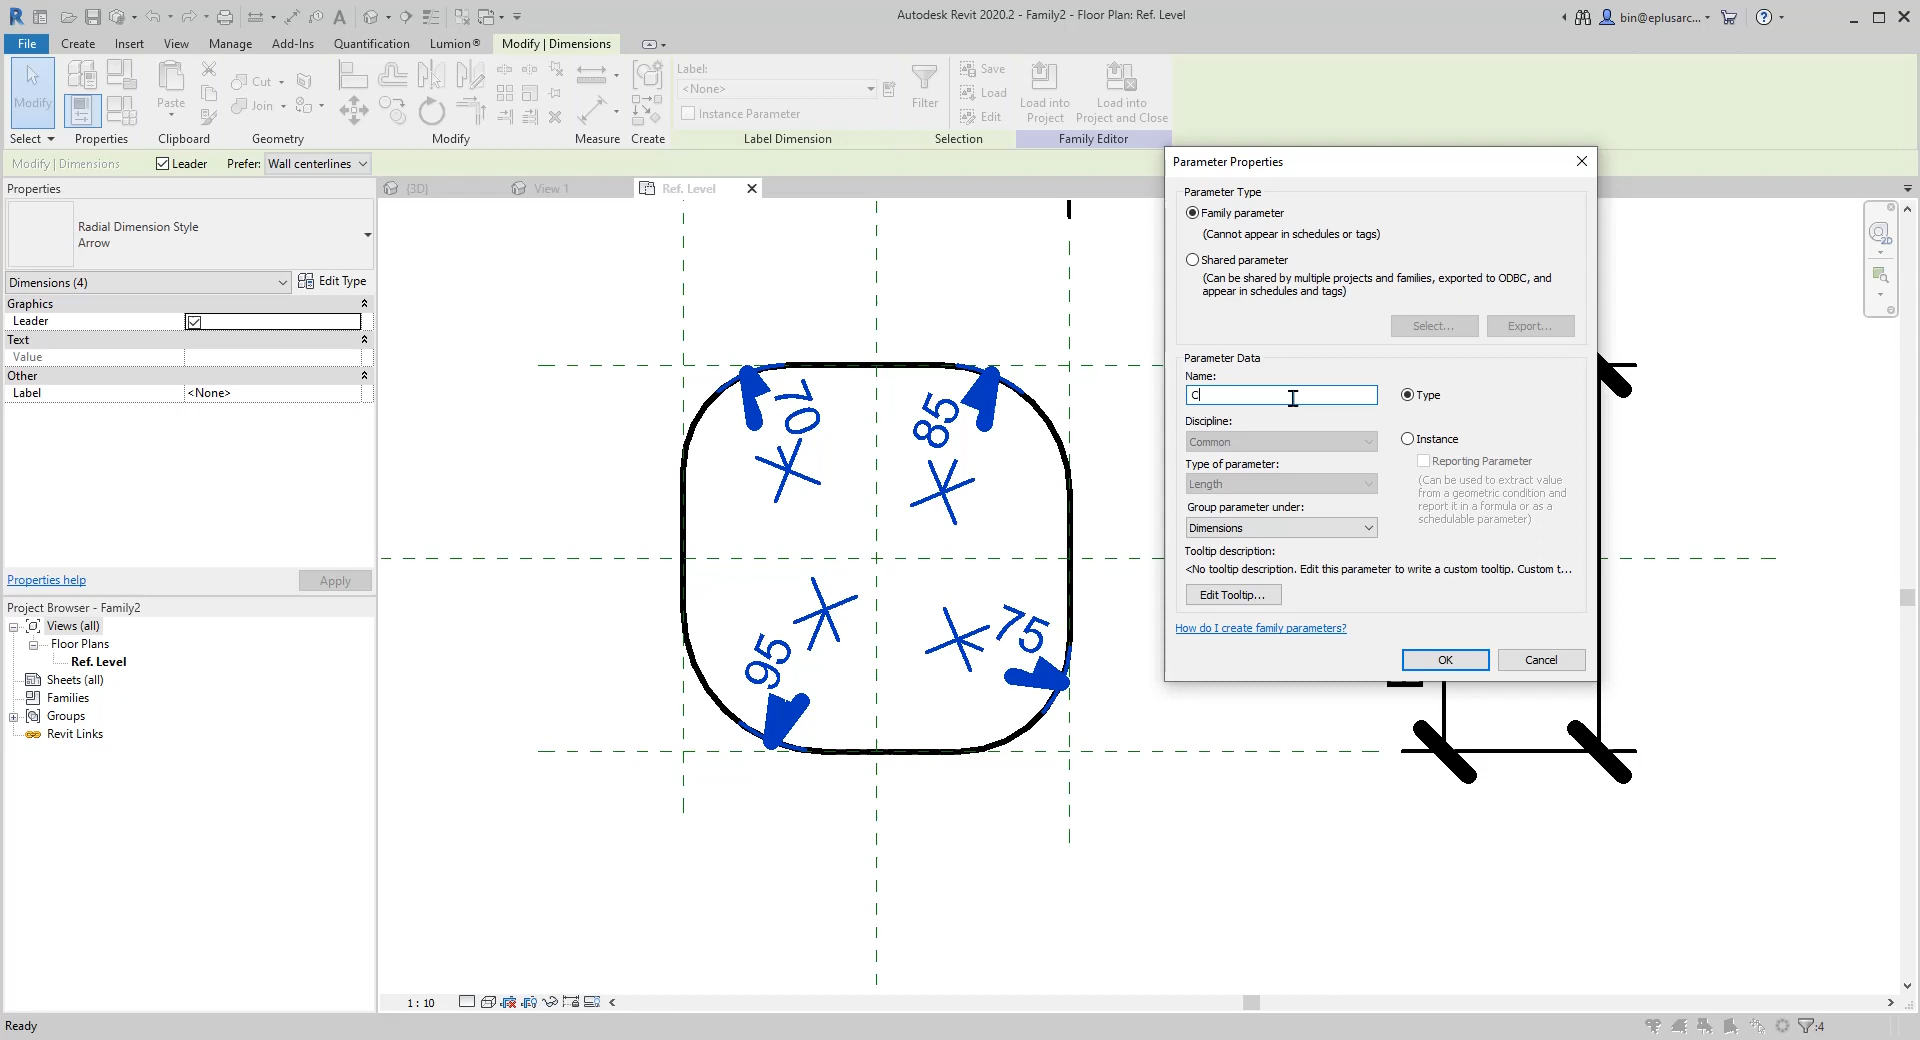 Autodesk Revit 2020.2 - Family2 - Floor Plan: Ref. Level
bin@eplusarc...
File Create Insert View Manage Add-Ins Quantification Lumion® Modify | Dimensions
Modify
Paste
Cut
Join
Label:
<None>
Instance Parameter
Filter
Save
Load
Edit
Load into
Project
Load into
Project and Close
Select Properties Clipboard Geometry Modify Measure Create Label Dimension Selection Family Editor
Modify | Dimensions Leader Prefer: Wall centerlines
Properties
Radial Dimension Style
Arrow
Dimensions (4) Edit Type
Graphics
Leader
Text
Value
Other
Label <None>
Properties help Apply
Project Browser - Family2
Views (all)
Floor Plans
Ref. Level
Sheets (all)
Families
Groups
Revit Links
{3D} View 1 Ref. Level
70
85
95
75
2D
Parameter Properties
Parameter Type
Family parameter
(Cannot appear in schedules or tags)
Shared parameter
(Can be shared by multiple projects and families, exported to ODBC, and
appear in schedules and tags)
Select... Export...
Parameter Data
Name:
C
Type
Discipline:
Common
Instance
Reporting Parameter
(Can be used to extract value
from a geometric condition and
report it in a formula or as a
schedulable parameter)
Type of parameter:
Length
Group parameter under:
Dimensions
Tooltip description:
<No tooltip description. Edit this parameter to write a custom tooltip. Custom t...
Edit Tooltip...
How do I create family parameters?
OK Cancel
1 : 10
Ready
:4